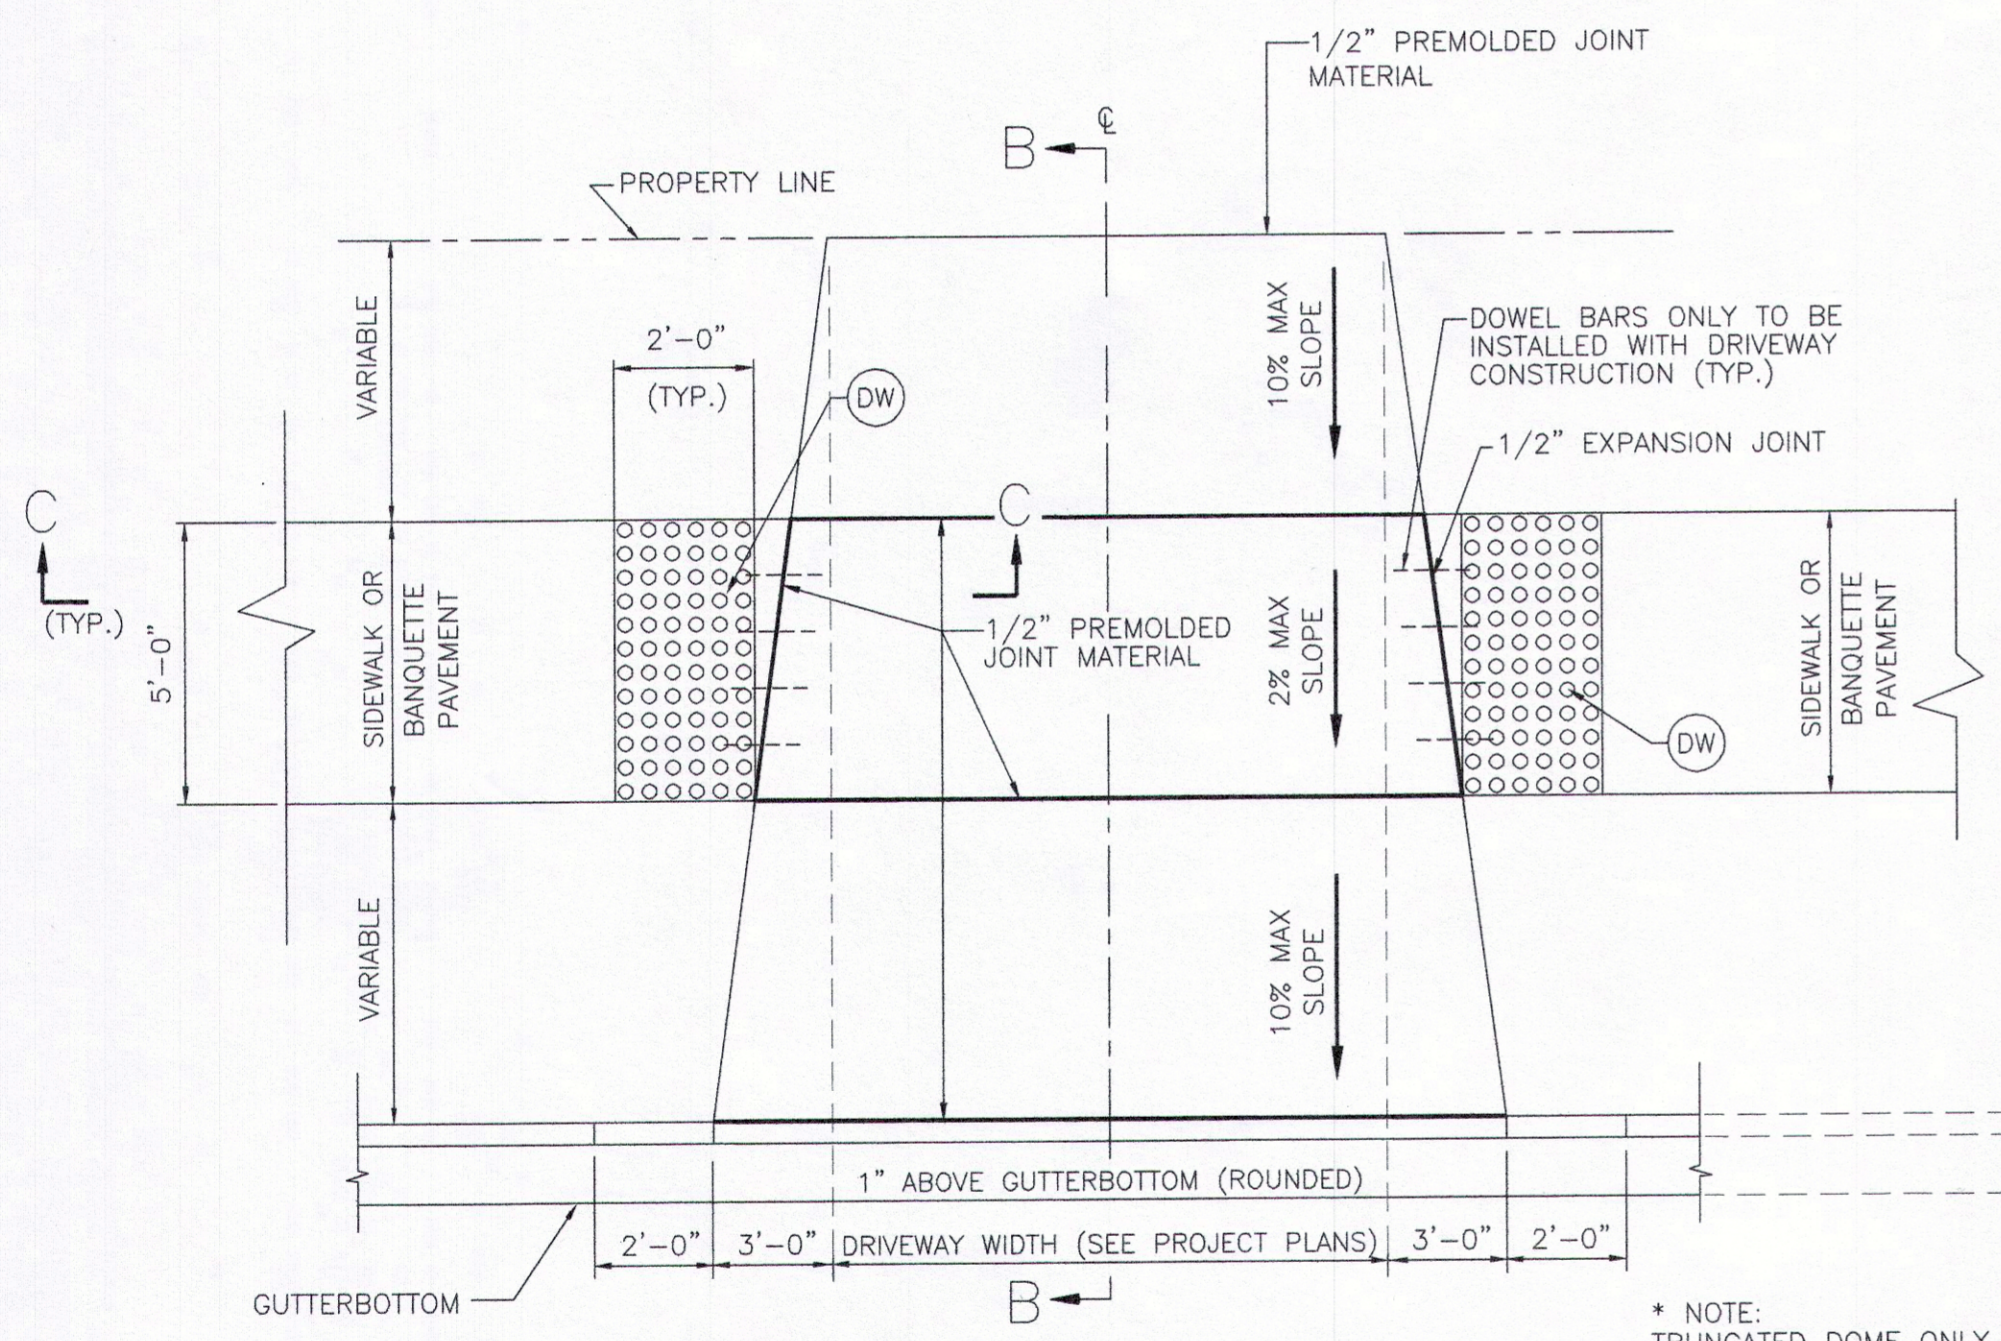 1/2" PREMOLDED JOINT
MATERIAL
B
℄
PROPERTY LINE
VARIABLE
2'-0"
(TYP.)
DW
10% MAX
SLOPE
DOWEL BARS ONLY TO BE
INSTALLED WITH DRIVEWAY
CONSTRUCTION (TYP.)
1/2" EXPANSION JOINT
C
(TYP.)
5'-0"
SIDEWALK OR
BANQUETTE
PAVEMENT
C
1/2" PREMOLDED
JOINT MATERIAL
2% MAX
SLOPE
DW
SIDEWALK OR
BANQUETTE
PAVEMENT
VARIABLE
10% MAX
SLOPE
1" ABOVE GUTTERBOTTOM (ROUNDED)
2'-0"
3'-0"
DRIVEWAY WIDTH (SEE PROJECT PLANS)
3'-0"
2'-0"
GUTTERBOTTOM
B
* NOTE:
TRUNCATED DOME ONLY